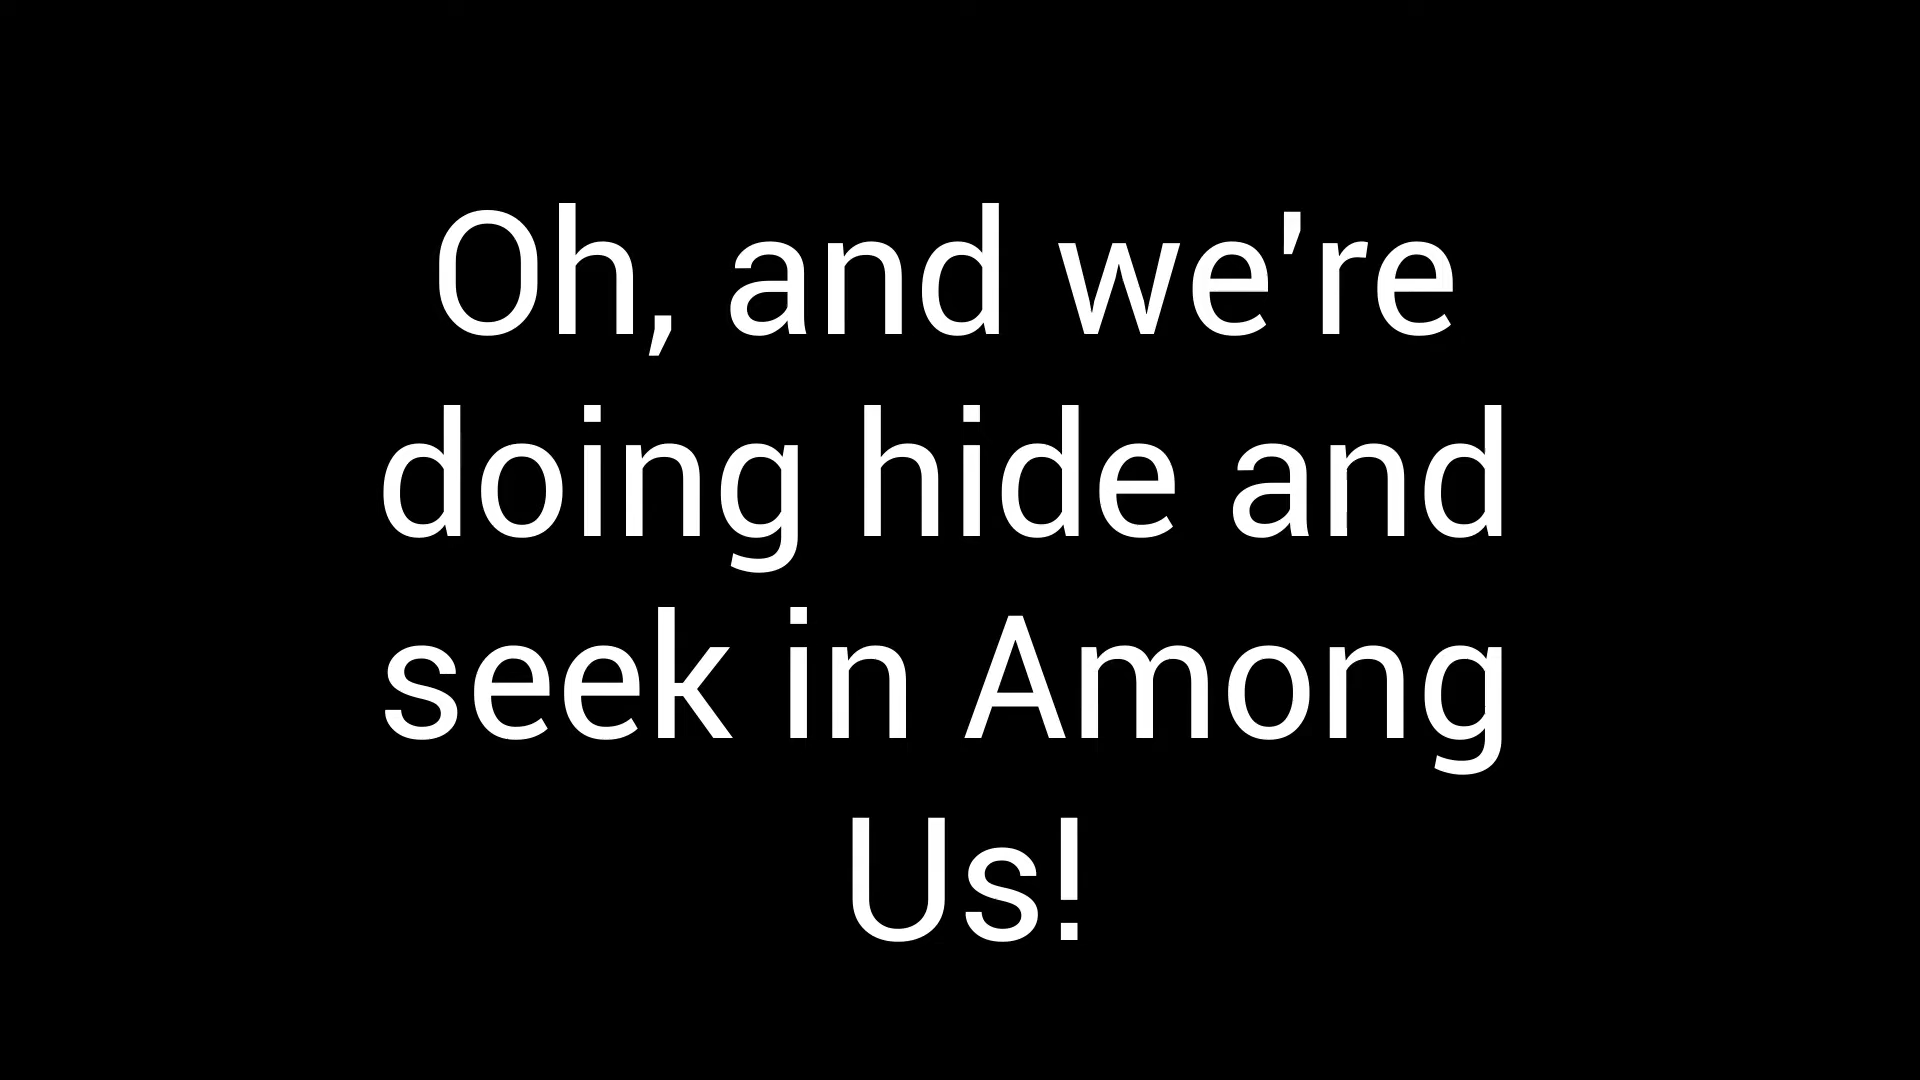 Oh, and we're
doing hide and
seek in Among
Us!